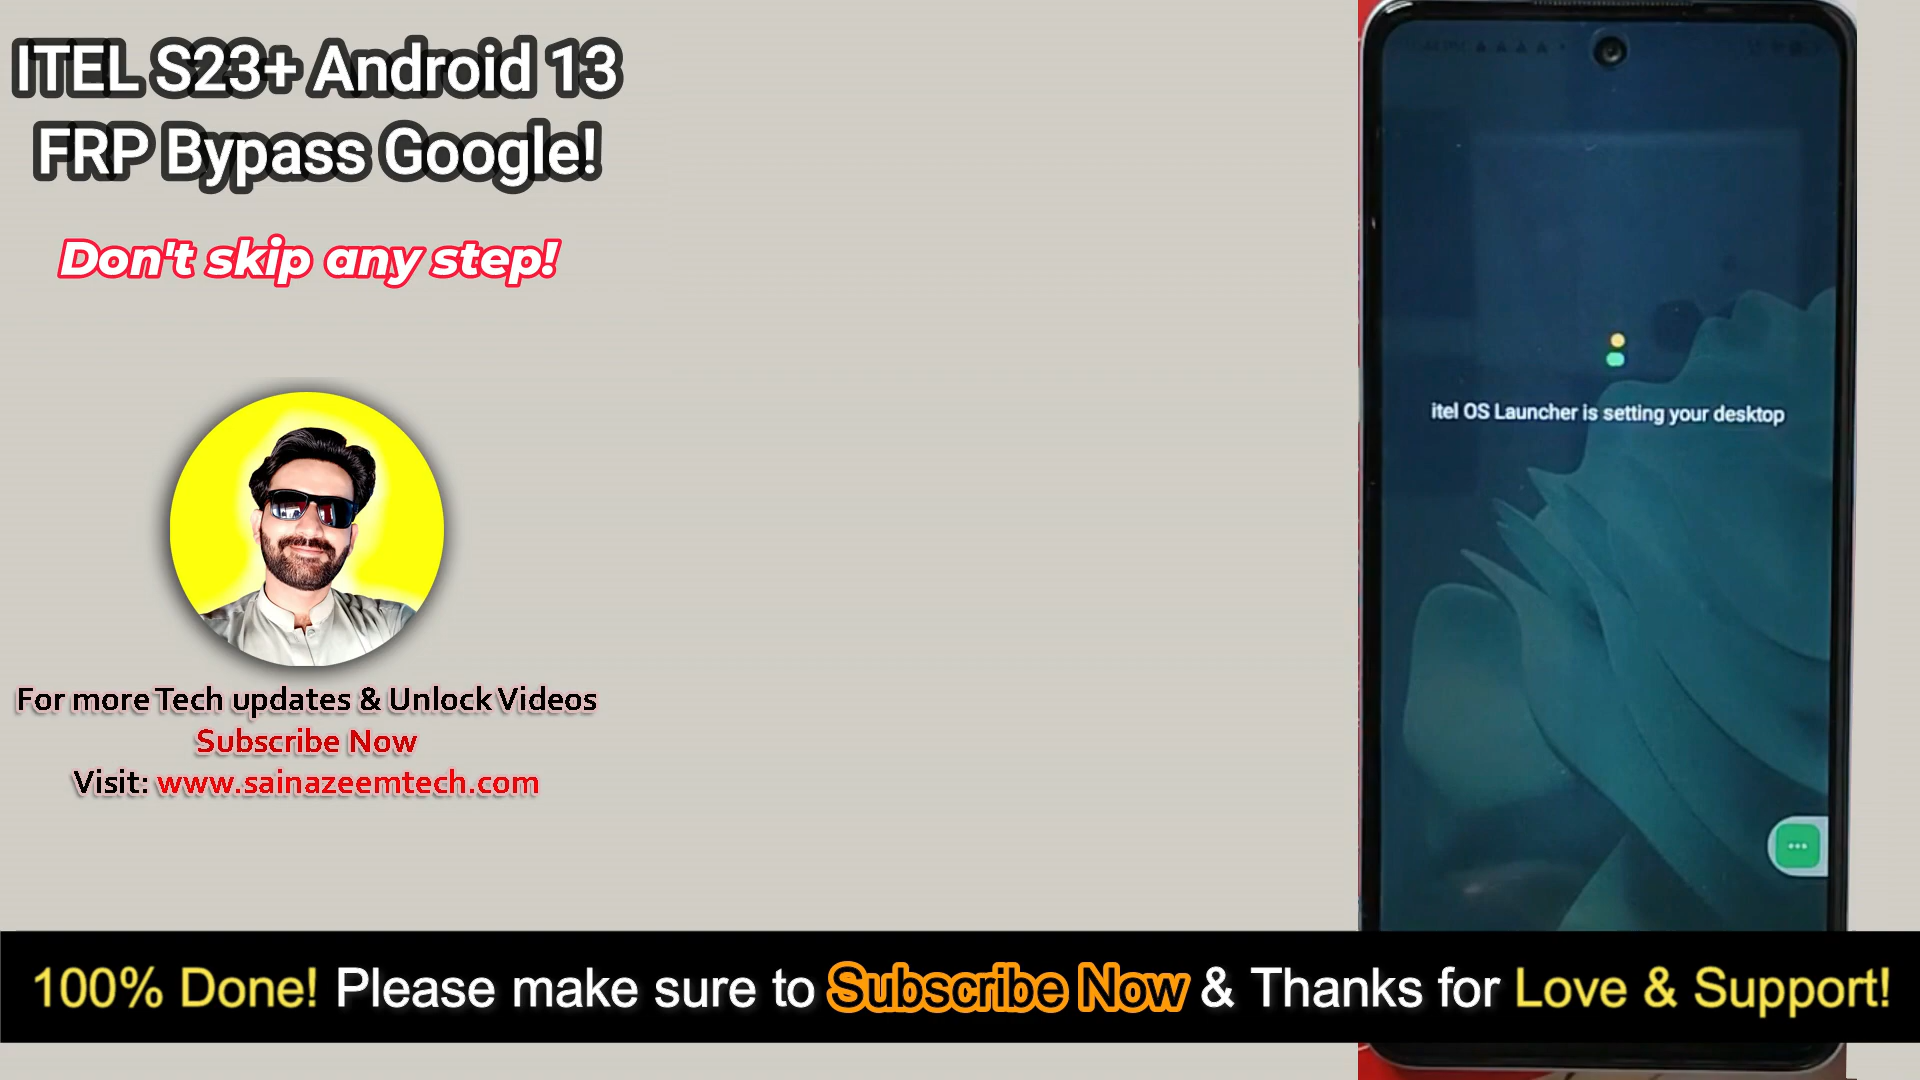 ITEL S23+ Android 13
FRP Bypass Google!
Don't skip any step!
itel OS Launcher is setting your desktop
For more Tech updates & Unlock Videos
Subscribe Now
Visit: www.sainazeemtech.com
100% Done! Please make sure to Subscribe Now & Thanks for Love & Support!